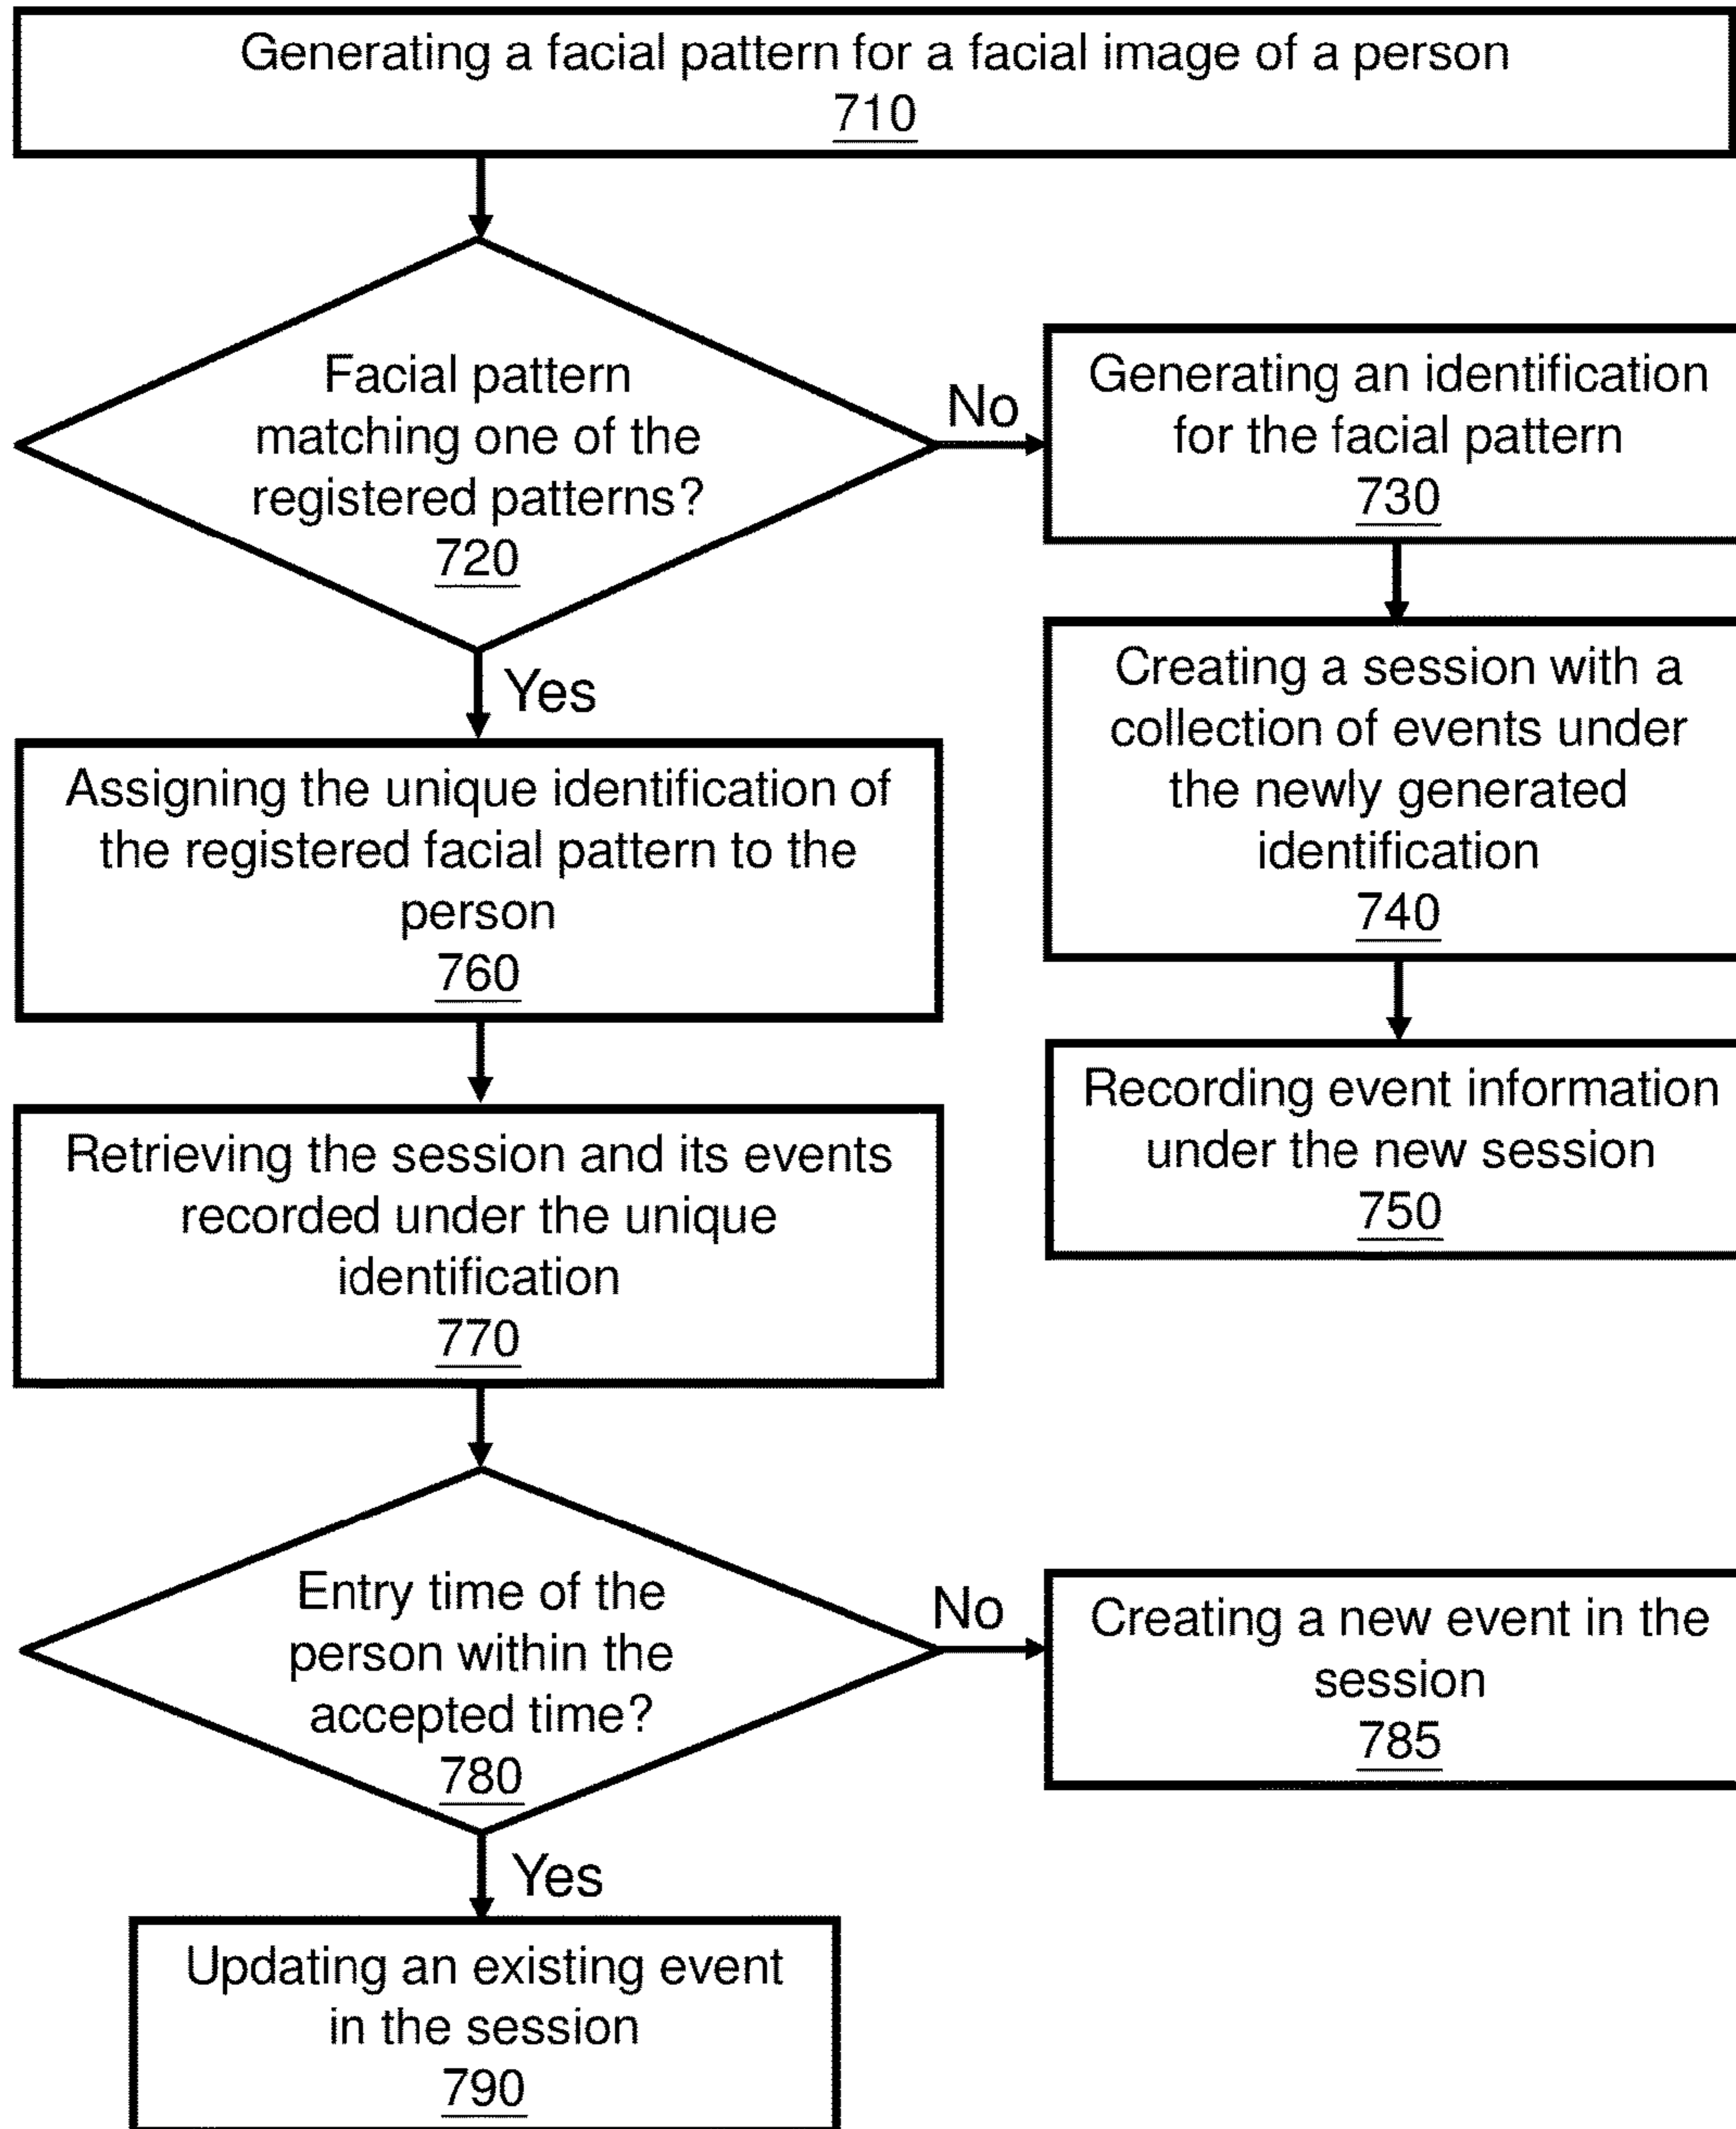 Generating a facial pattern for a facial image of a person
710
Facial pattern
matching one of the
registered patterns?
720
No
Generating an identification
for the facial pattern
730
Creating a session with a
collection of events under
the newly generated
identification
740
Recording event information
under the new session
750
Yes
Assigning the unique identification of
the registered facial pattern to the
person
760
Retrieving the session and its events
recorded under the unique
identification
770
Entry time of the
person within the
accepted time?
780
No
Creating a new event in the
session
785
Yes
Updating an existing event
in the session
790